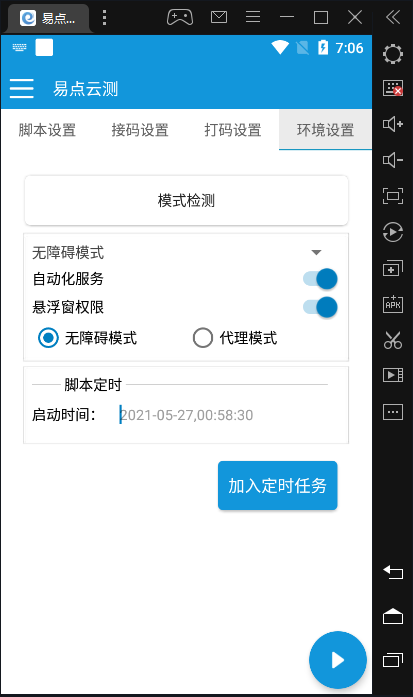 易点...
7:06
易点云测
脚本设置 接码设置 打码设置 环境设置
模式检测
无障碍模式
自动化服务
悬浮窗权限
无障碍模式 代理模式
脚本定时
启动时间： 2021-05-27,00:58:30
加入定时任务
APK